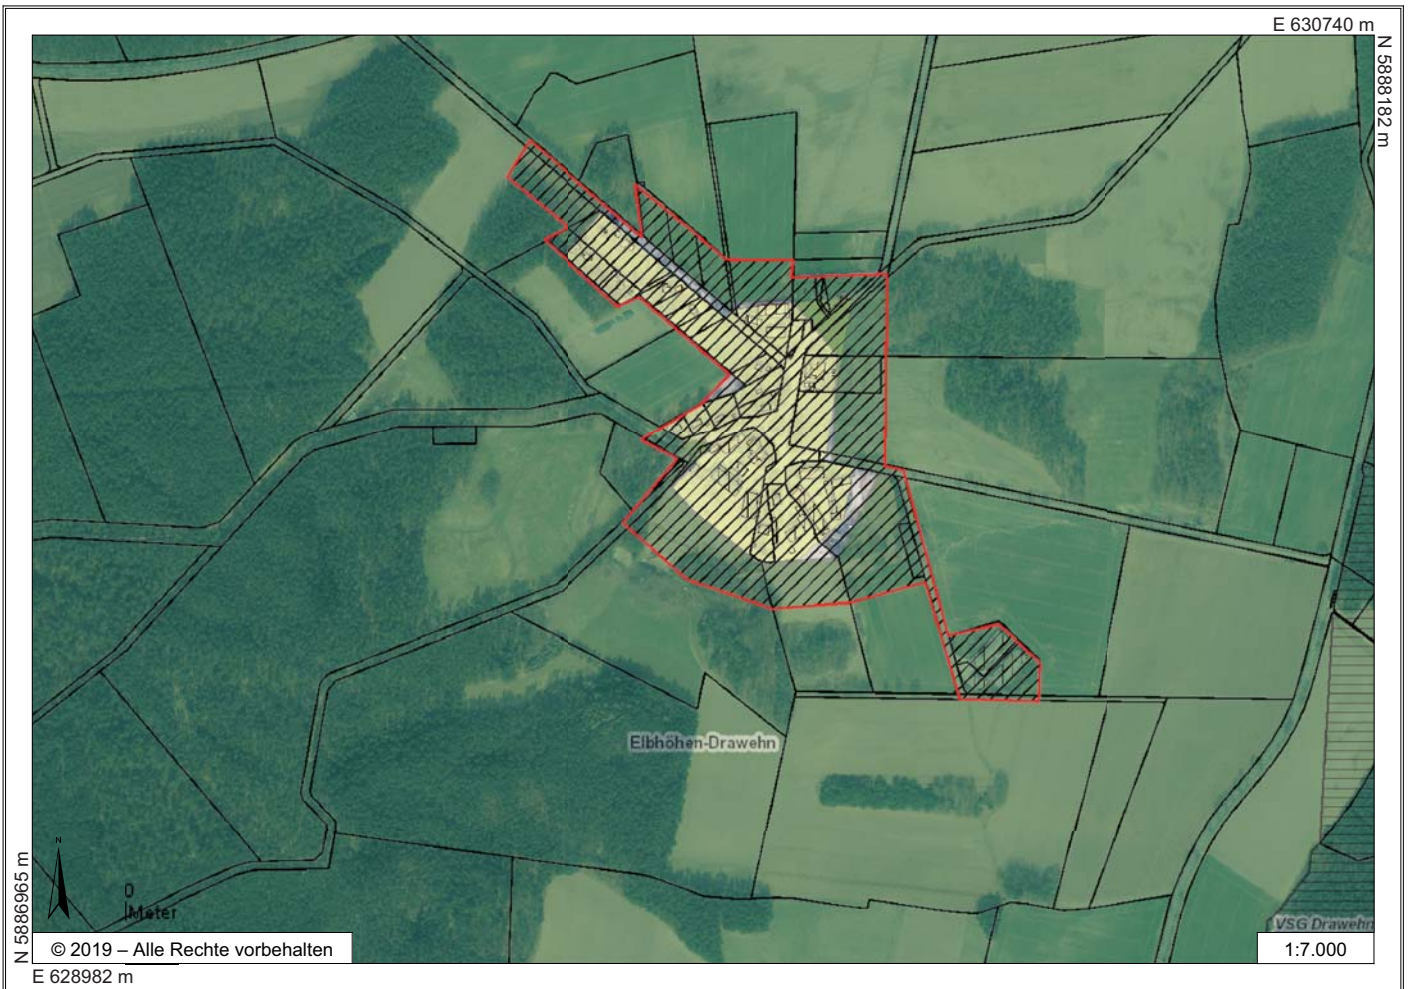 E 630740 m
N 5888182 m
Elbhöhen-Drawehn
N
0
Meter
N 5886965 m
© 2019 – Alle Rechte vorbehalten
VSG Drawehn
1:7.000
E 628982 m